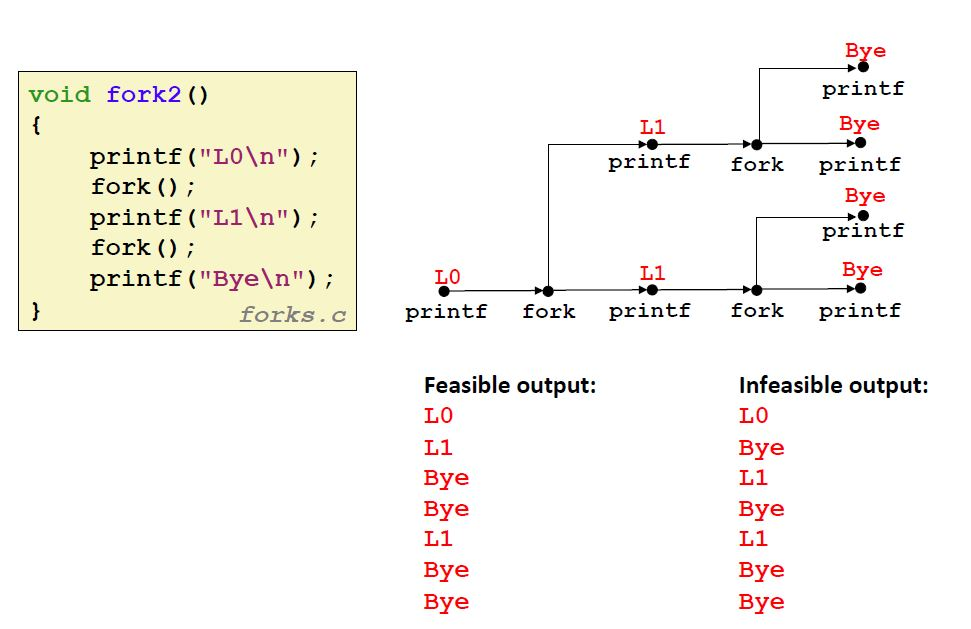 void fork2()
{
    printf("L0\n");
    fork();
    printf("L1\n");
    fork();
    printf("Bye\n");
}
forks.c
Bye
printf
L1
Bye
printf
fork
printf
Bye
printf
L0
L1
Bye
printf
fork
printf
fork
printf
Feasible output:
L0
L1
Bye
Bye
L1
Bye
Bye
Infeasible output:
L0
Bye
L1
Bye
L1
Bye
Bye